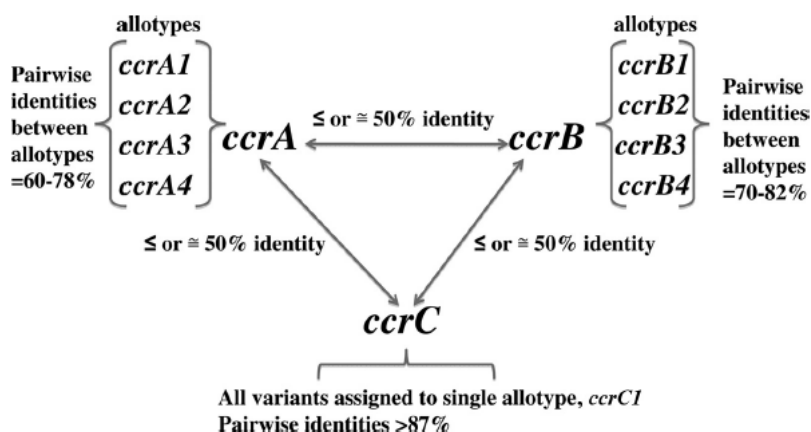 allotypes
Pairwise
identities
between
allotypes
=60-78%
ccrA1
ccrA2
ccrA3
ccrA4
ccrA
≤ or ≅ 50% identity
ccrB
allotypes
ccrB1
ccrB2
ccrB3
ccrB4
Pairwise
identities
between
allotypes
=70-82%
≤ or ≅ 50% identity
≤ or ≅ 50% identity
ccrC
All variants assigned to single allotype, ccrC1
Pairwise identities >87%